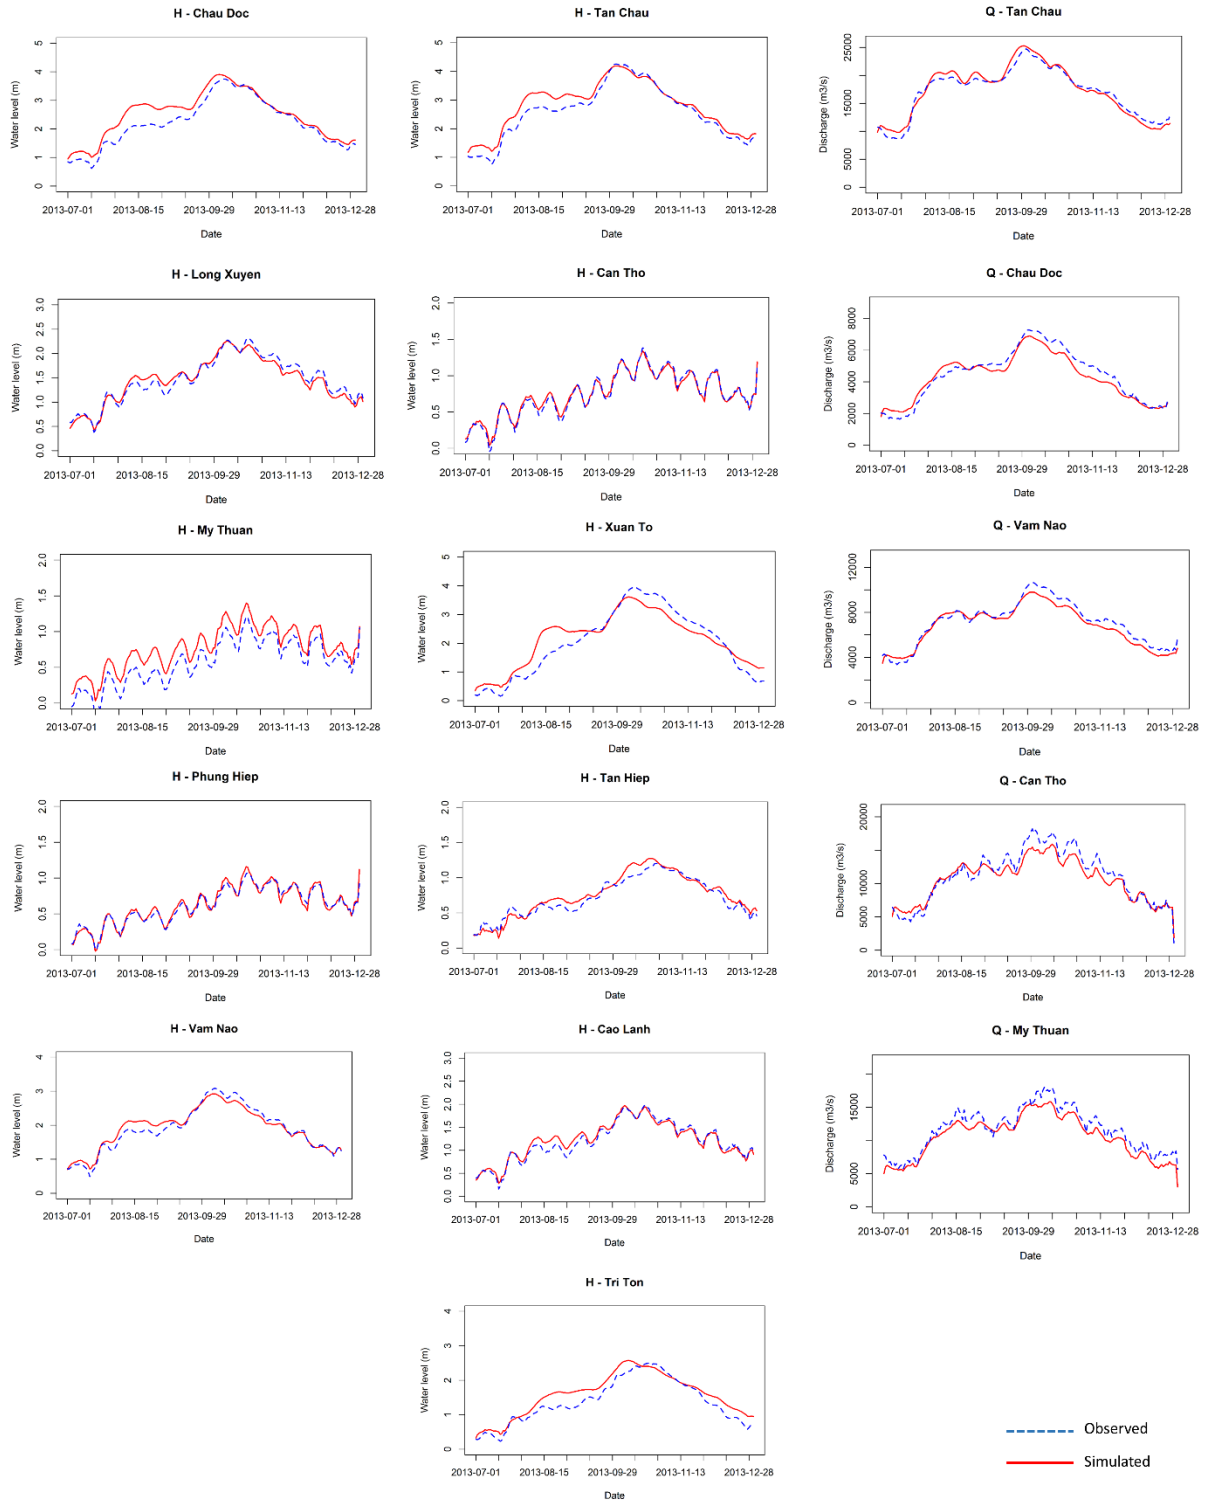 H - Chau Doc
Water level (m)
0 1 2 3 4 5
2013-07-01 2013-08-15 2013-09-29 2013-11-13 2013-12-28
Date
H - Tan Chau
Water level (m)
0 1 2 3 4 5
2013-07-01 2013-08-15 2013-09-29 2013-11-13 2013-12-28
Date
Q - Tan Chau
Discharge (m3/s)
0 5000 15000 25000
2013-07-01 2013-08-15 2013-09-29 2013-11-13 2013-12-28
Date
H - Long Xuyen
Water level (m)
0.0 0.5 1.0 1.5 2.0 2.5 3.0
2013-07-01 2013-08-15 2013-09-29 2013-11-13 2013-12-28
Date
H - Can Tho
Water level (m)
0.0 0.5 1.0 1.5 2.0
2013-07-01 2013-08-15 2013-09-29 2013-11-13 2013-12-28
Date
Q - Chau Doc
Discharge (m3/s)
0 2000 4000 6000 8000
2013-07-01 2013-08-15 2013-09-29 2013-11-13 2013-12-28
Date
H - My Thuan
Water level (m)
0.0 0.5 1.0 1.5 2.0
2013-07-01 2013-08-15 2013-09-29 2013-11-13 2013-12-28
Date
H - Xuan To
Water level (m)
0 1 2 3 4 5
2013-07-01 2013-08-15 2013-09-29 2013-11-13 2013-12-28
Date
Q - Vam Nao
Discharge (m3/s)
0 4000 8000 12000
2013-07-01 2013-08-15 2013-09-29 2013-11-13 2013-12-28
Date
H - Phung Hiep
Water level (m)
0.0 0.5 1.0 1.5 2.0
2013-07-01 2013-08-15 2013-09-29 2013-11-13 2013-12-28
Date
H - Tan Hiep
Water level (m)
0.0 0.5 1.0 1.5 2.0
2013-07-01 2013-08-15 2013-09-29 2013-11-13 2013-12-28
Date
Q - Can Tho
Discharge (m3/s)
0 5000 10000 15000 20000
2013-07-01 2013-08-15 2013-09-29 2013-11-13 2013-12-28
Date
H - Vam Nao
Water level (m)
0 1 2 3 4
2013-07-01 2013-08-15 2013-09-29 2013-11-13 2013-12-28
Date
H - Cao Lanh
Water level (m)
0.0 0.5 1.0 1.5 2.0 2.5 3.0
2013-07-01 2013-08-15 2013-09-29 2013-11-13 2013-12-28
Date
Q - My Thuan
Discharge (m3/s)
0 5000 15000
2013-07-01 2013-08-15 2013-09-29 2013-11-13 2013-12-28
Date
H - Tri Ton
Water level (m)
0 1 2 3 4
2013-07-01 2013-08-15 2013-09-29 2013-11-13 2013-12-28
Date
Observed
Simulated